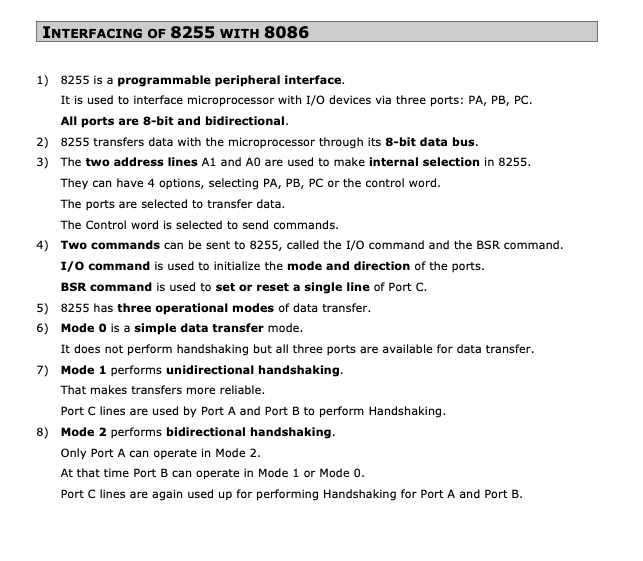 INTERFACING OF 8255 WITH 8086
1) 8255 is a programmable peripheral interface.
It is used to interface microprocessor with I/O devices via three ports: PA, PB, PC.
All ports are 8-bit and bidirectional.
2) 8255 transfers data with the microprocessor through its 8-bit data bus.
3) The two address lines A1 and A0 are used to make internal selection in 8255.
They can have 4 options, selecting PA, PB, PC or the control word.
The ports are selected to transfer data.
The Control word is selected to send commands.
4) Two commands can be sent to 8255, called the I/O command and the BSR command.
I/O command is used to initialize the mode and direction of the ports.
BSR command is used to set or reset a single line of Port C.
5) 8255 has three operational modes of data transfer.
6) Mode 0 is a simple data transfer mode.
It does not perform handshaking but all three ports are available for data transfer.
7) Mode 1 performs unidirectional handshaking.
That makes transfers more reliable.
Port C lines are used by Port A and Port B to perform Handshaking.
8) Mode 2 performs bidirectional handshaking.
Only Port A can operate in Mode 2.
At that time Port B can operate in Mode 1 or Mode 0.
Port C lines are again used up for performing Handshaking for Port A and Port B.